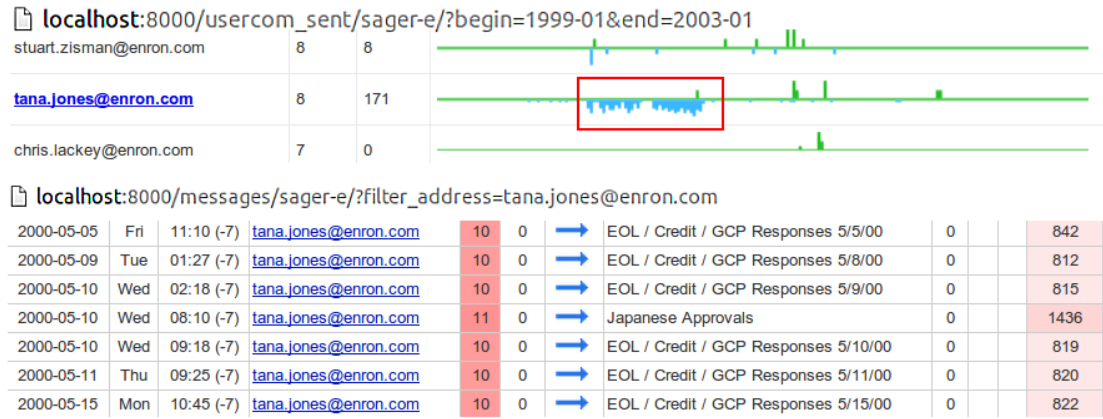 localhost:8000/usercom_sent/sager-e/?begin=1999-01&end=2003-01
stuart.zisman@enron.com 8 8
tana.jones@enron.com 8 171
chris.lackey@enron.com 7 0
localhost:8000/messages/sager-e/?filter_address=tana.jones@enron.com
2000-05-05 Fri 11:10 (-7) tana.jones@enron.com 10 0 EOL / Credit / GCP Responses 5/5/00 0 842
2000-05-09 Tue 01:27 (-7) tana.jones@enron.com 10 0 EOL / Credit / GCP Responses 5/8/00 0 812
2000-05-10 Wed 02:18 (-7) tana.jones@enron.com 10 0 EOL / Credit / GCP Responses 5/9/00 0 815
2000-05-10 Wed 08:10 (-7) tana.jones@enron.com 11 0 Japanese Approvals 0 1436
2000-05-10 Wed 09:18 (-7) tana.jones@enron.com 10 0 EOL / Credit / GCP Responses 5/10/00 0 819
2000-05-11 Thu 09:25 (-7) tana.jones@enron.com 10 0 EOL / Credit / GCP Responses 5/11/00 0 820
2000-05-15 Mon 10:45 (-7) tana.jones@enron.com 10 0 EOL / Credit / GCP Responses 5/15/00 0 822